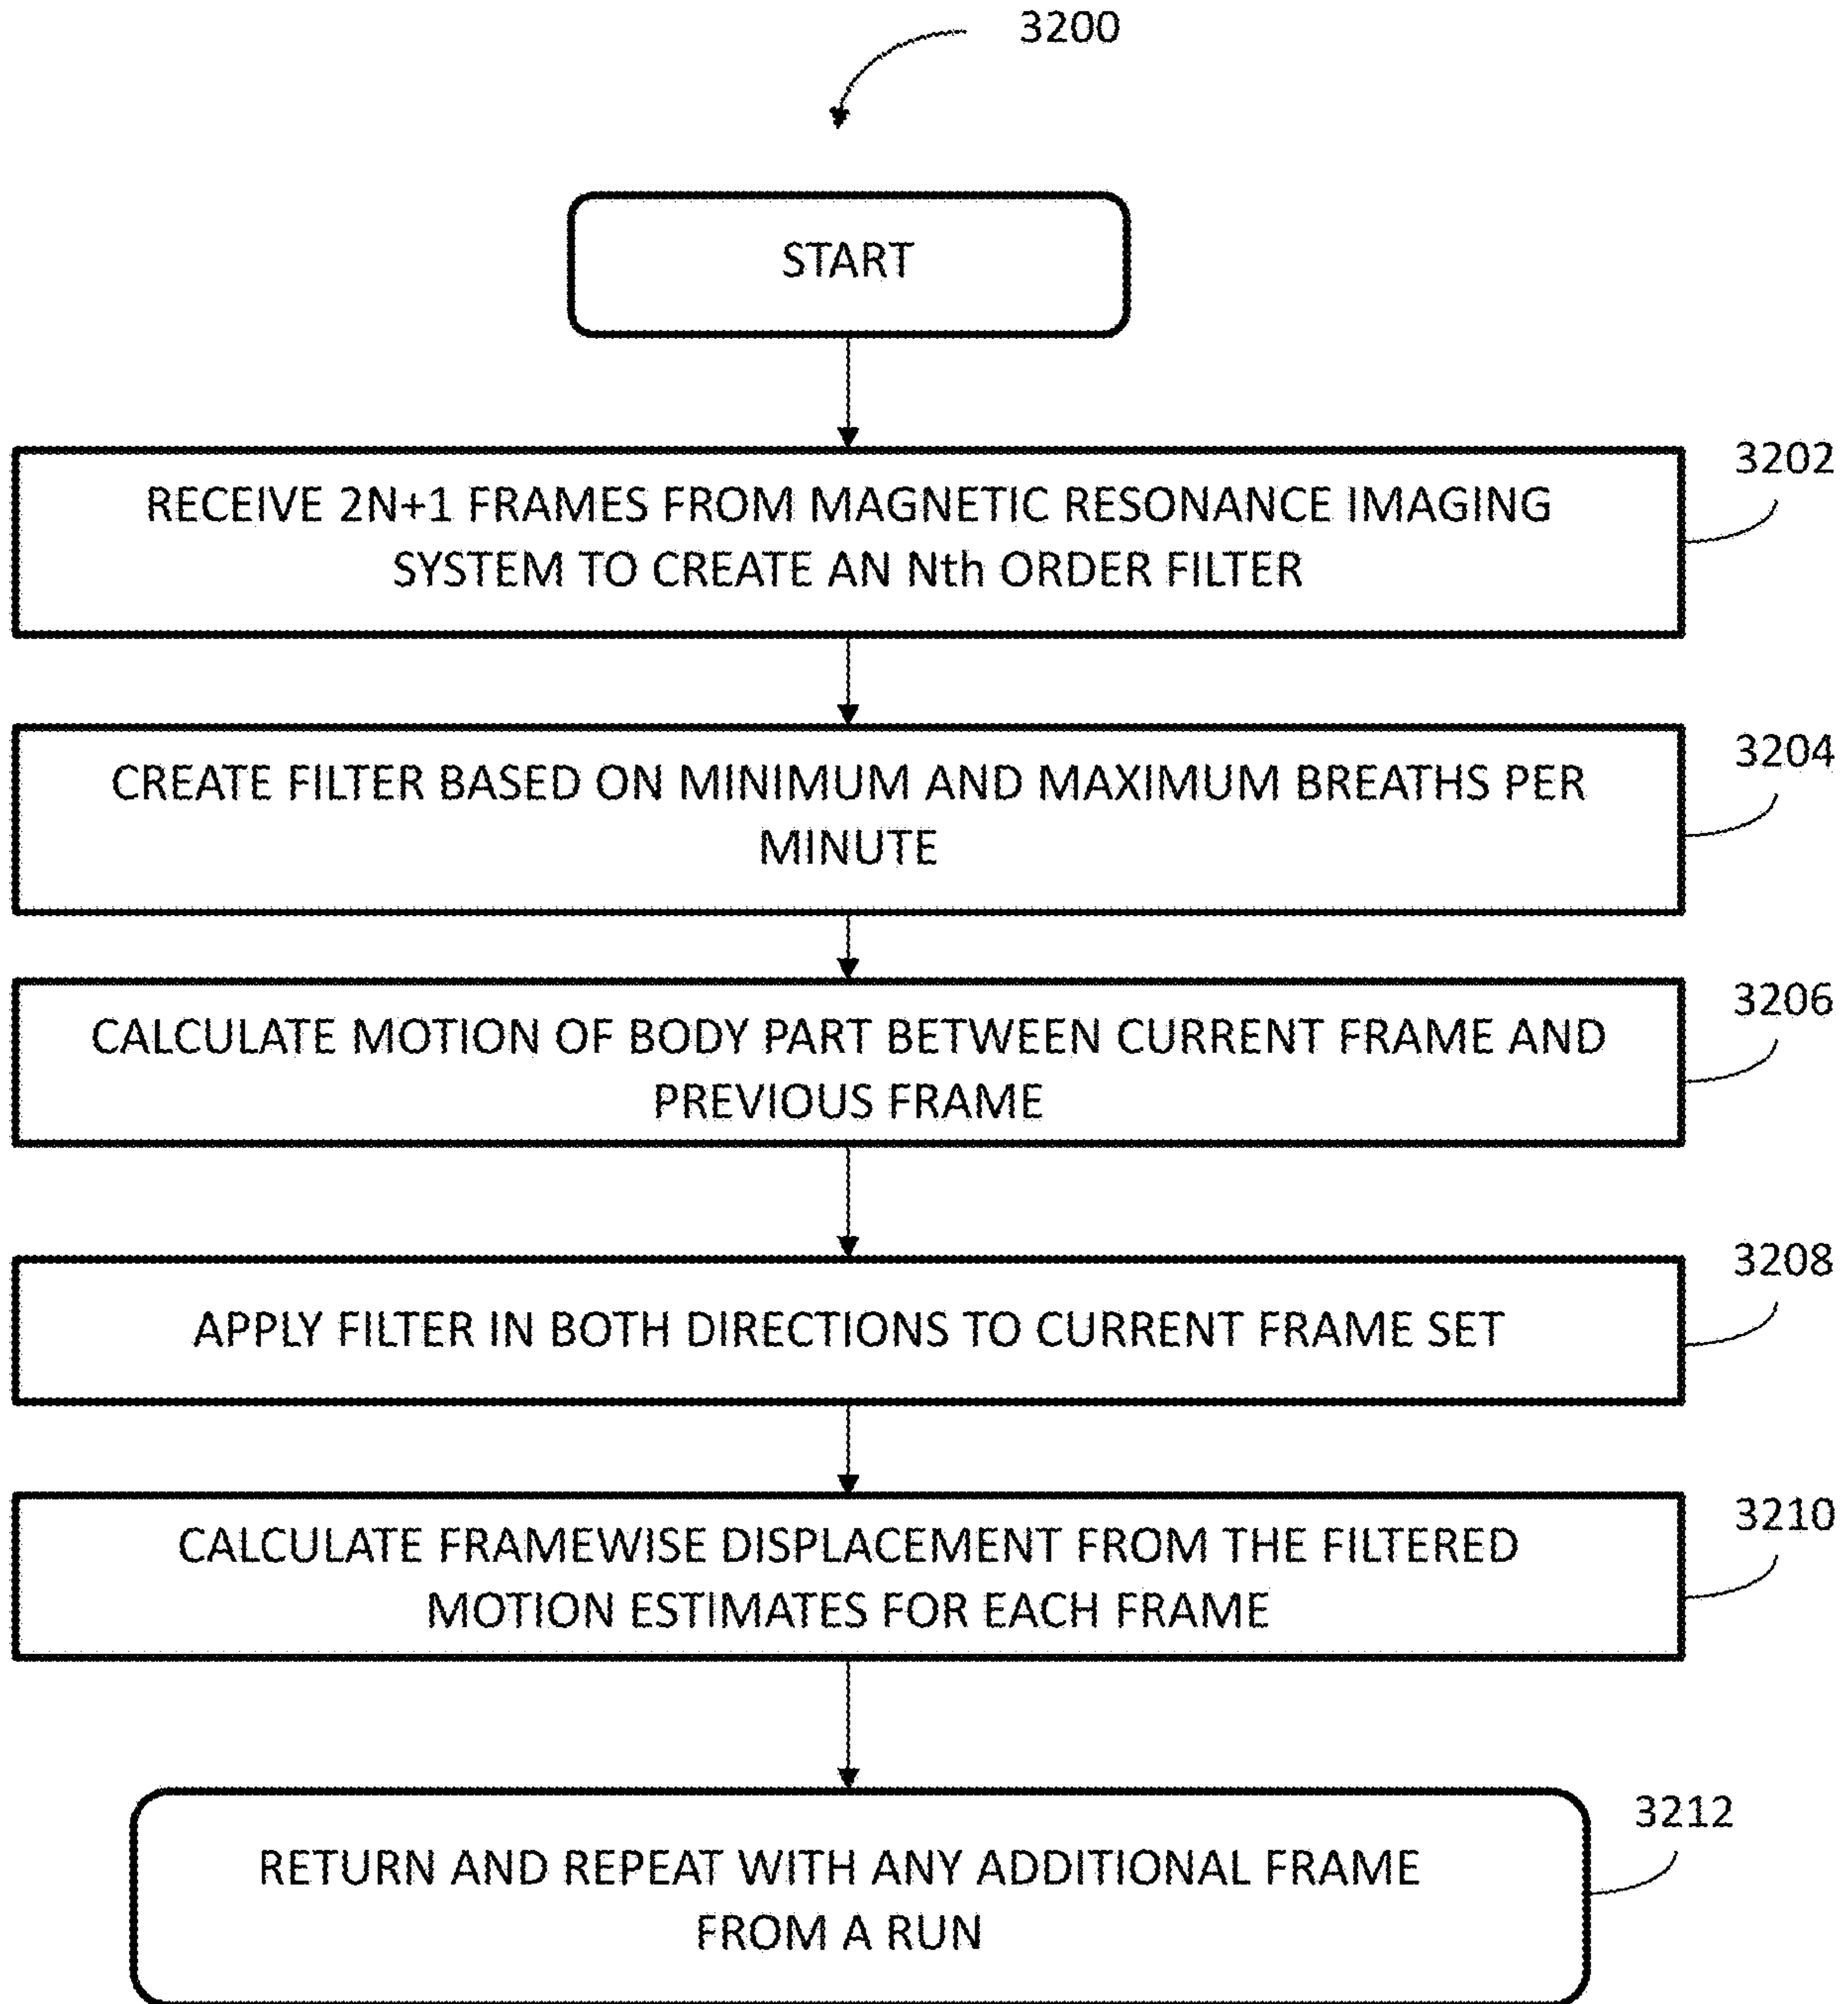 3200
START
3202
RECEIVE 2N+1 FRAMES FROM MAGNETIC RESONANCE IMAGING
SYSTEM TO CREATE AN Nth ORDER FILTER
3204
CREATE FILTER BASED ON MINIMUM AND MAXIMUM BREATHS PER
MINUTE
3206
CALCULATE MOTION OF BODY PART BETWEEN CURRENT FRAME AND
PREVIOUS FRAME
3208
APPLY FILTER IN BOTH DIRECTIONS TO CURRENT FRAME SET
3210
CALCULATE FRAMEWISE DISPLACEMENT FROM THE FILTERED
MOTION ESTIMATES FOR EACH FRAME
3212
RETURN AND REPEAT WITH ANY ADDITIONAL FRAME
FROM A RUN